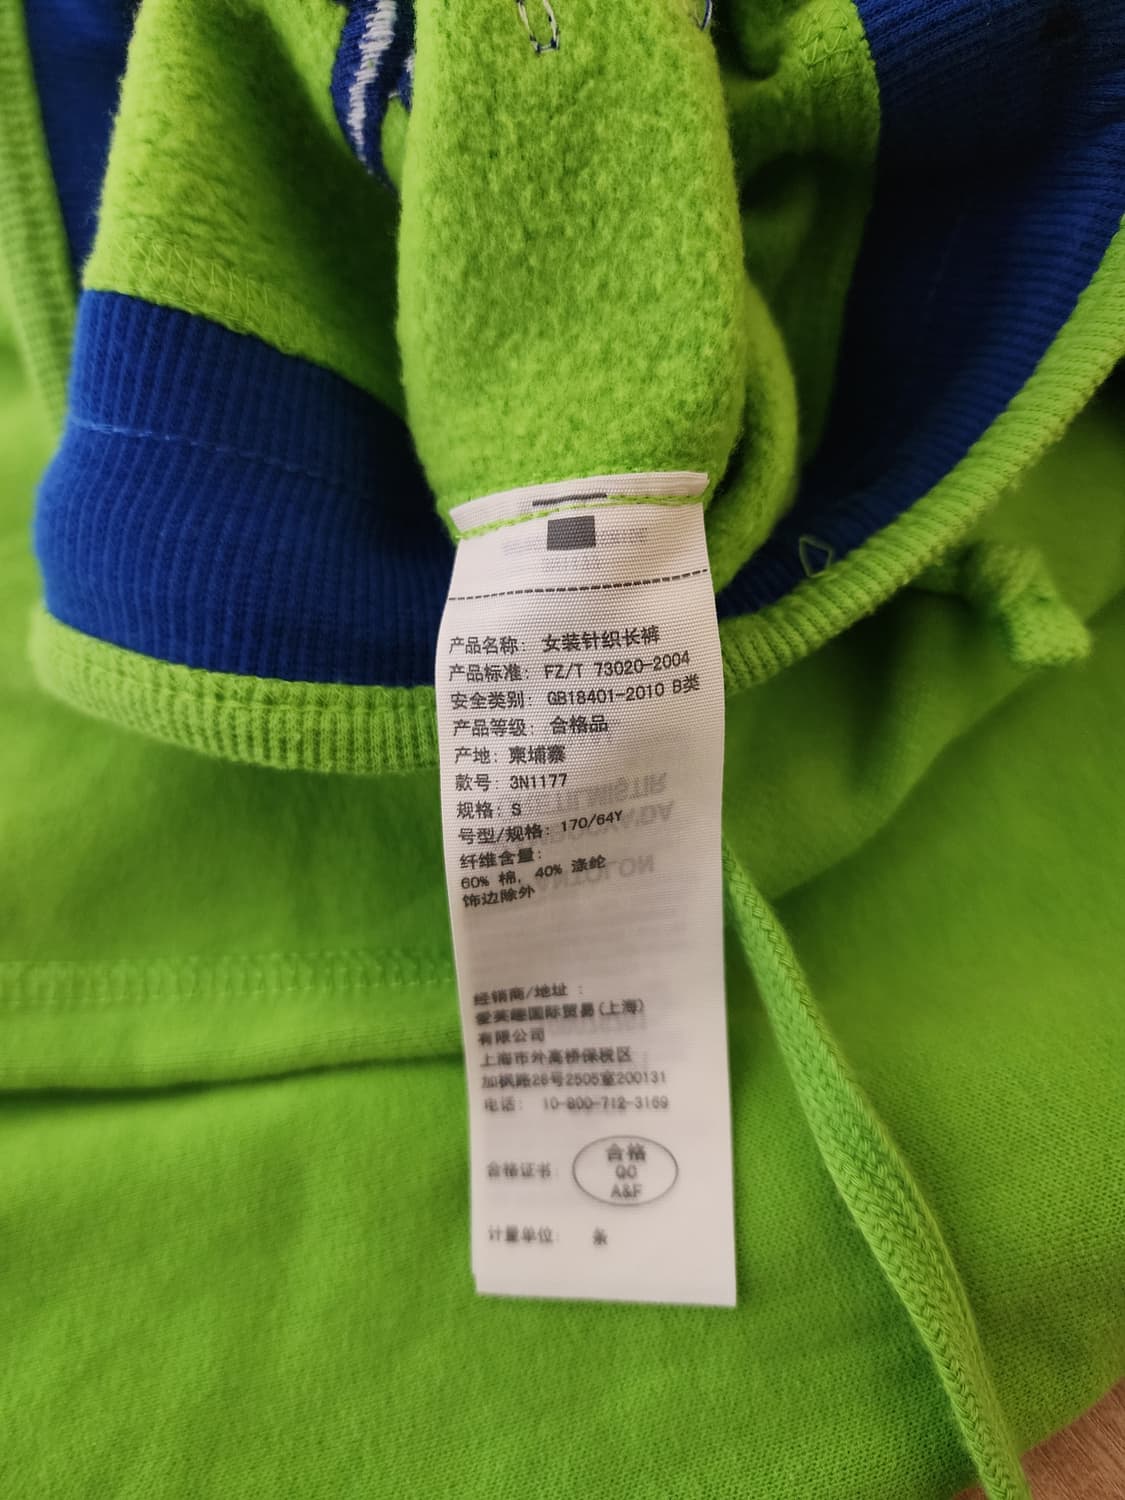 产品名称: 女装针织长裤
产品标准: FZ/T 73020-2004
安全类别: GB18401-2010 B类
产品等级: 合格品
产地: 柬埔寨
款号: 3N1177
规格: S
号型/规格: 170/64Y
纤维含量:
60% 棉, 40% 涤纶
饰边除外
经销商/地址 :
爱芙趣国际贸易(上海)
有限公司
上海市外高桥保税区
加枫路26号2505室200131
电话: 10-800-712-3169
合格证书:
合格
QC
A&F
计量单位: 条